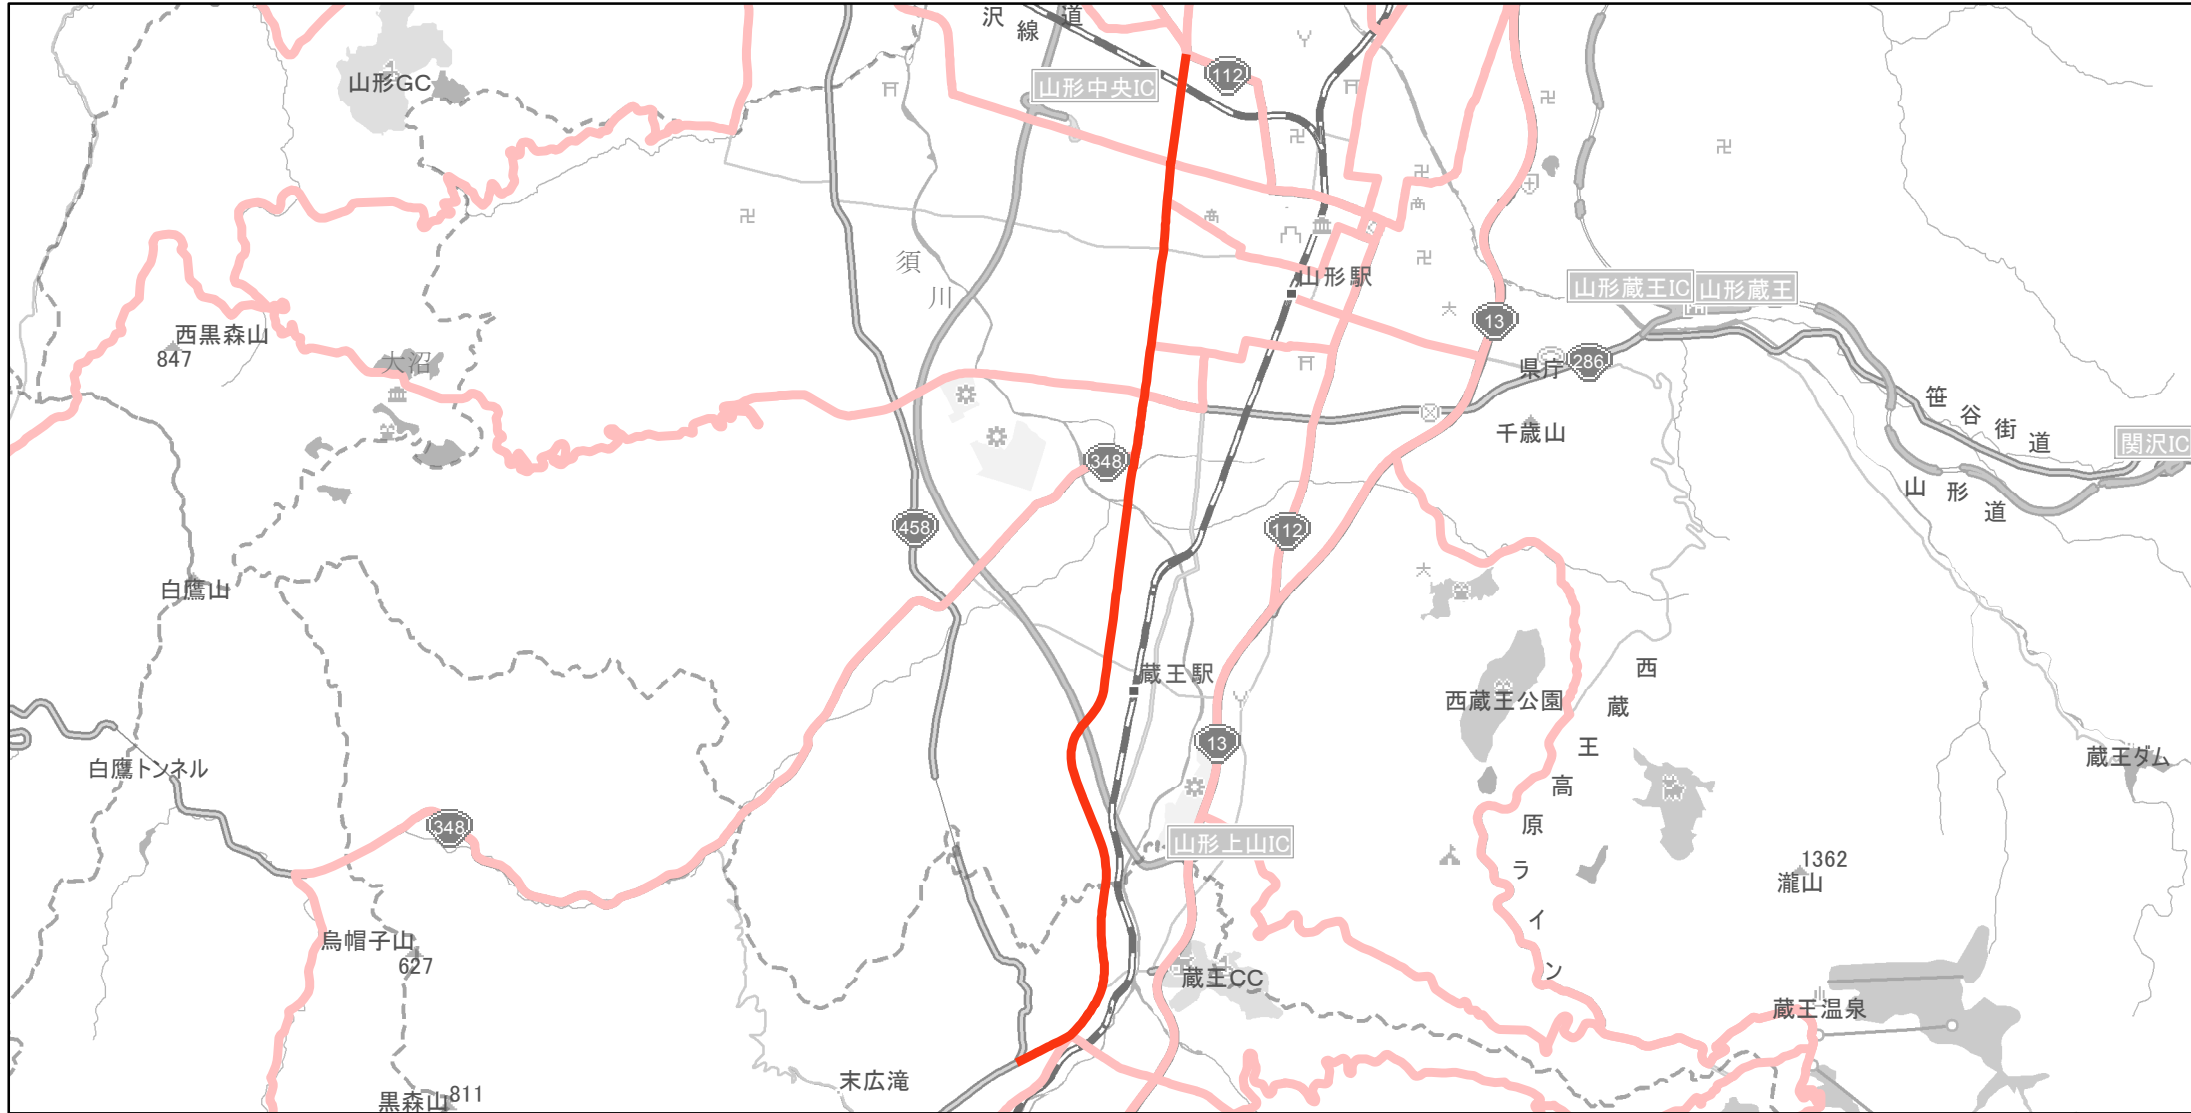 沢線
道
山形GC
山形中央IC
112
須川
山形駅
山形蔵王IC
山形蔵王
13
西黒森山
847
大沼
県庁
286
笹谷街道
千歳山
関沢IC
348
山形道
458
112
白鷹山
蔵王駅
西蔵王高原ライン
西蔵王公園
13
白鷹トンネル
蔵王ダム
348
山形上山IC
1362
瀧山
烏帽子山
627
蔵王CC
蔵王温泉
末広滝
黒森山
811